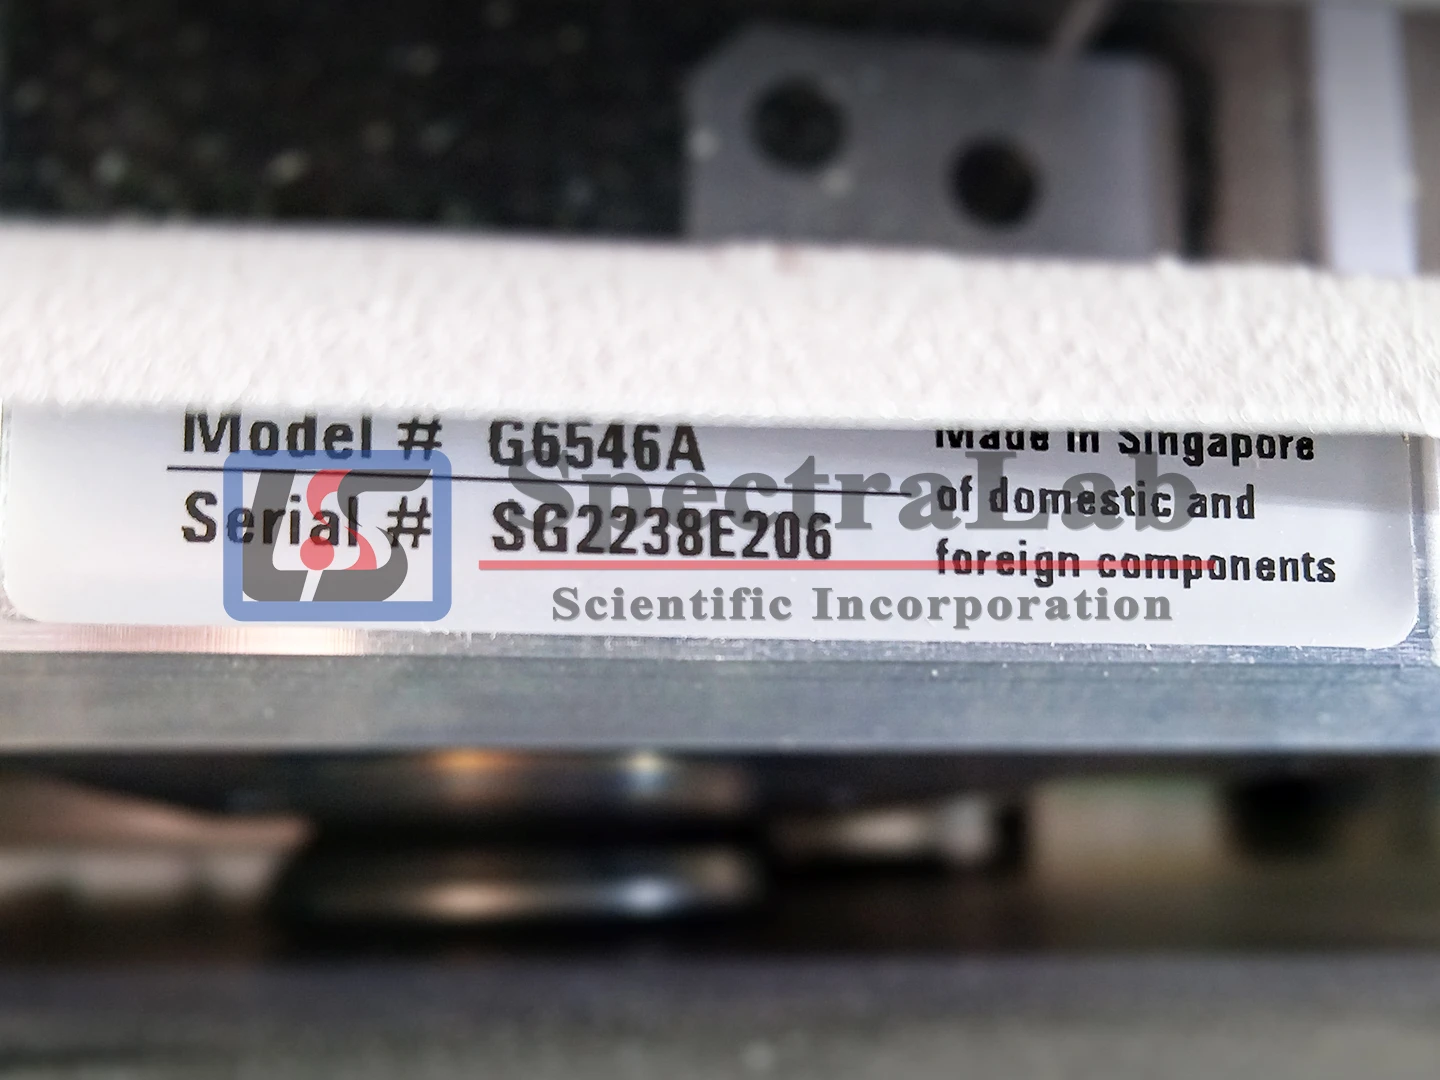 Model # G6546A
Serial # SG2238E206
Made in Singapore
of domestic and
foreign components
SpectraLab
Scientific Incorporation